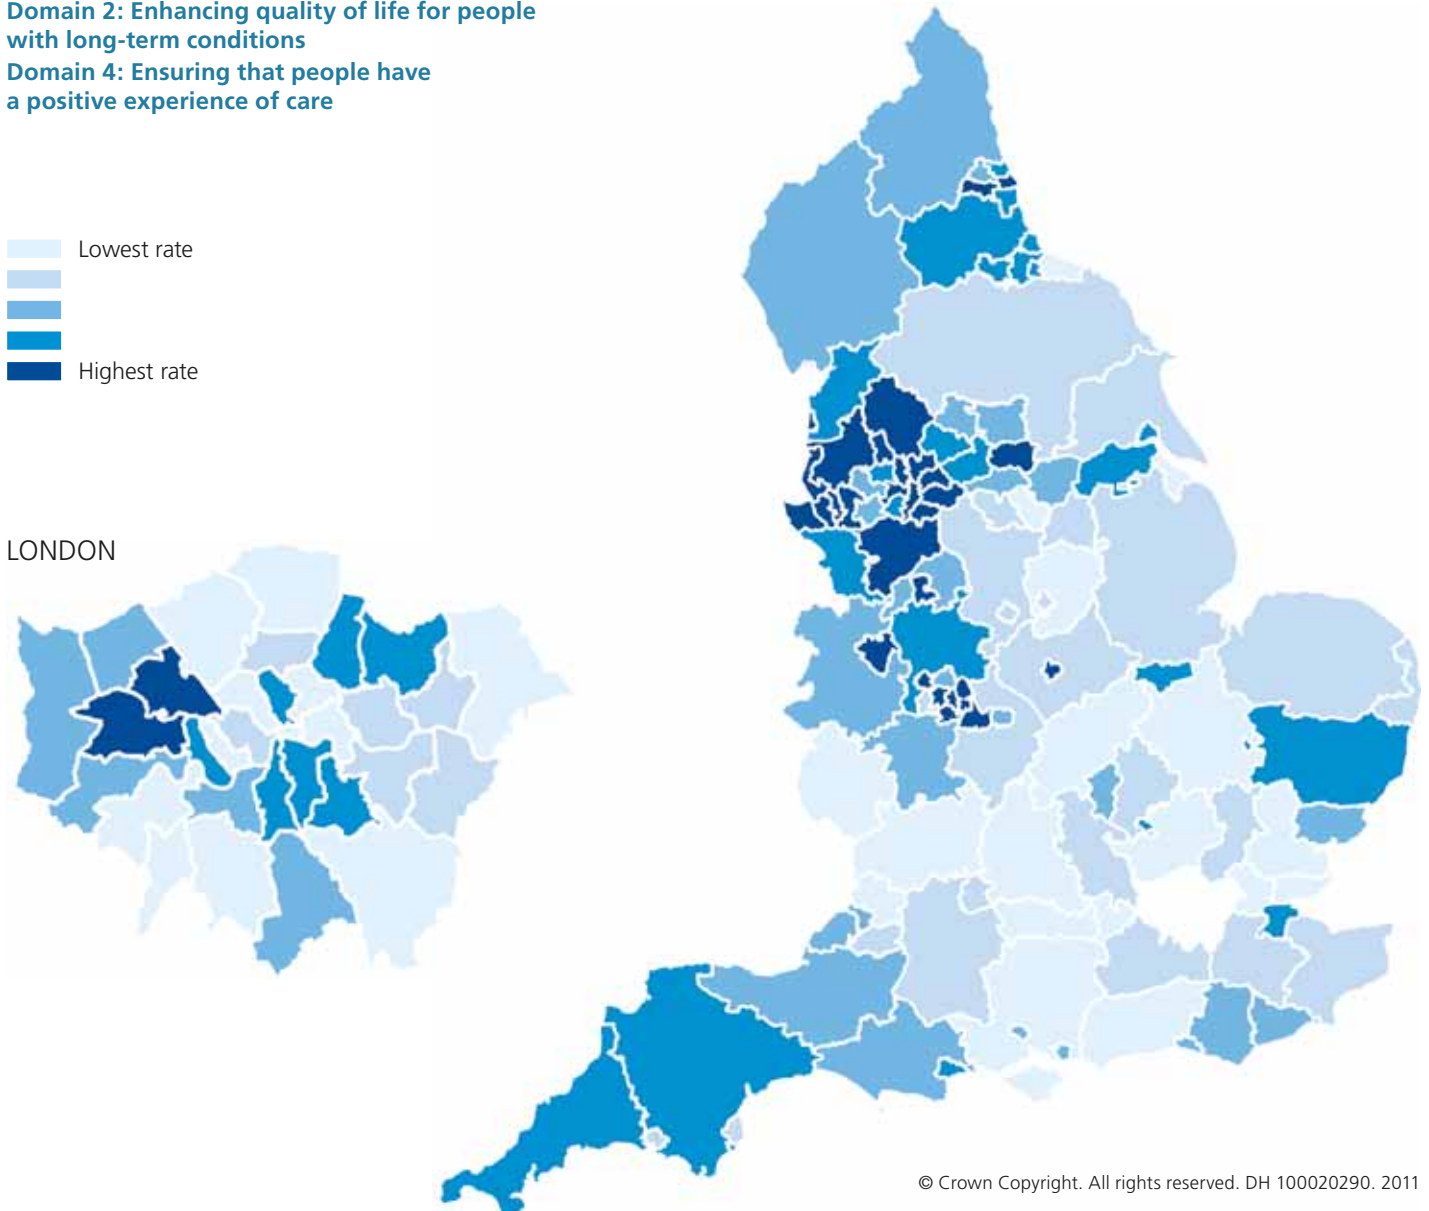 Domain 2: Enhancing quality of life for people
with long-term conditions
Domain 4: Ensuring that people have
a positive experience of care
Lowest rate
Highest rate
LONDON
© Crown Copyright. All rights reserved. DH 100020290. 2011